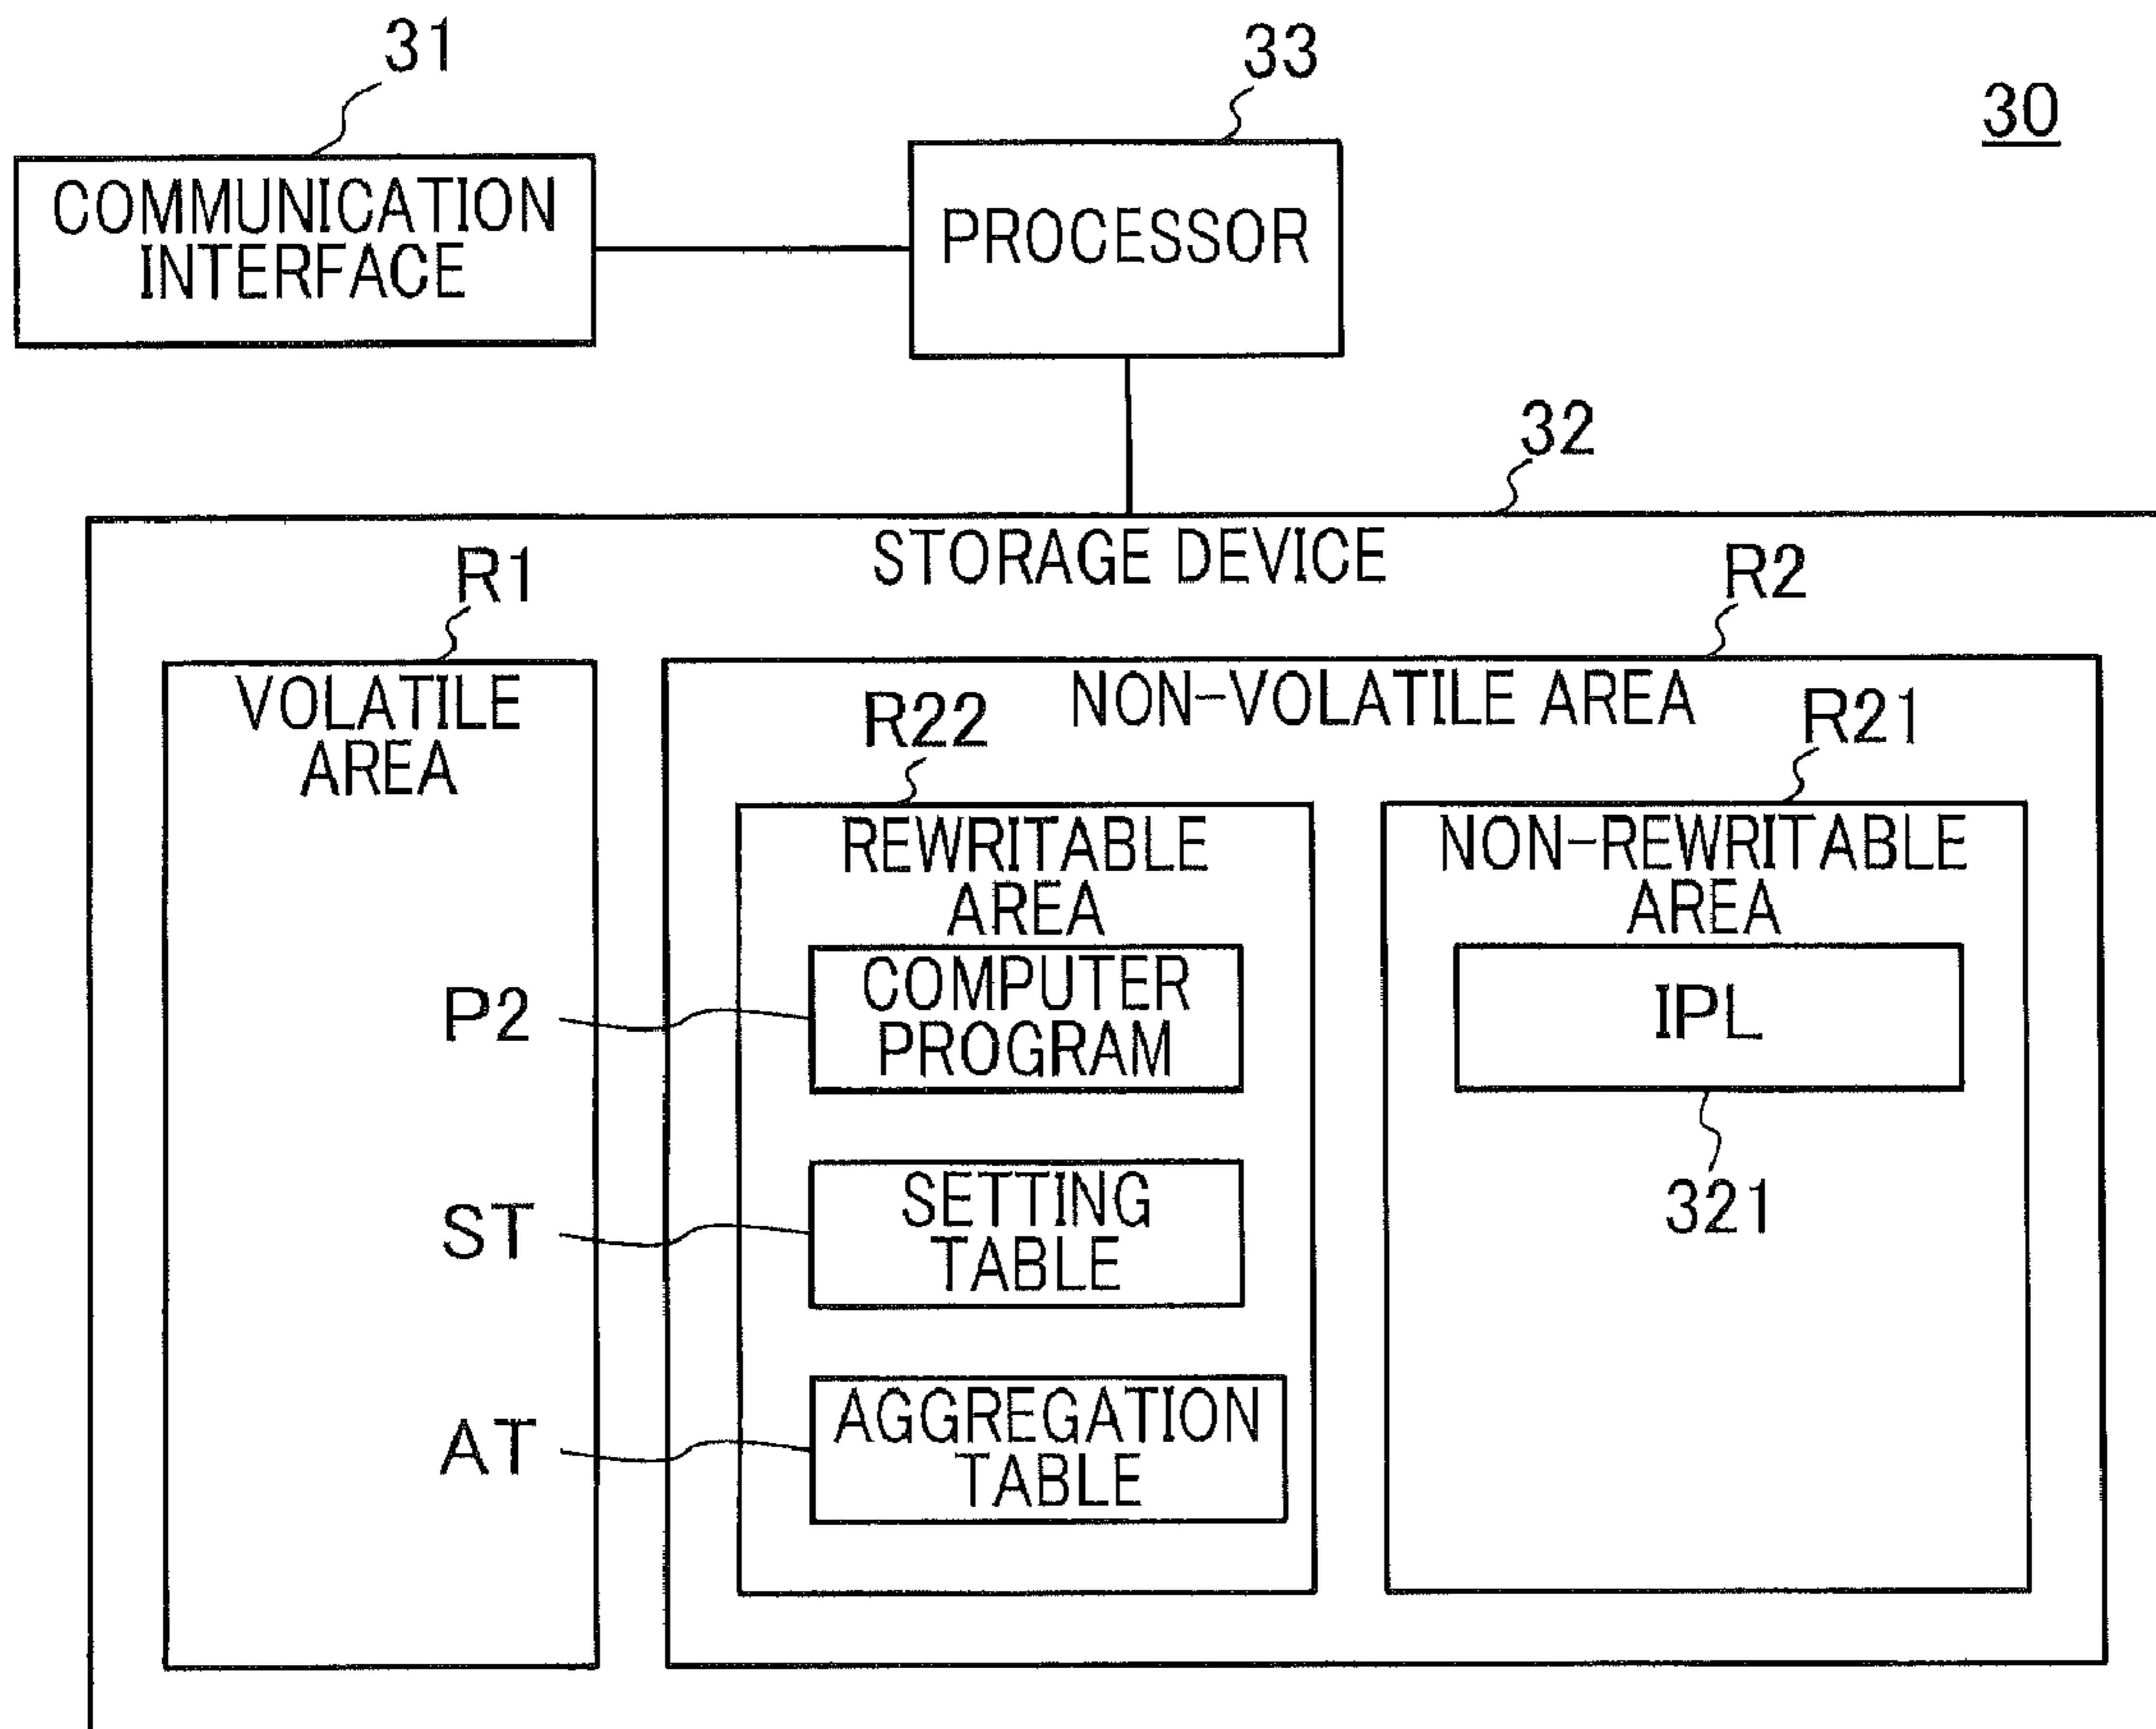 31
33
30
COMMUNICATION
INTERFACE
PROCESSOR
32
STORAGE DEVICE
R1
R2
VOLATILE
AREA
NON-VOLATILE AREA
R22
R21
REWRITABLE
AREA
NON-REWRITABLE
AREA
P2
COMPUTER
PROGRAM
IPL
321
ST
SETTING
TABLE
AT
AGGREGATION
TABLE